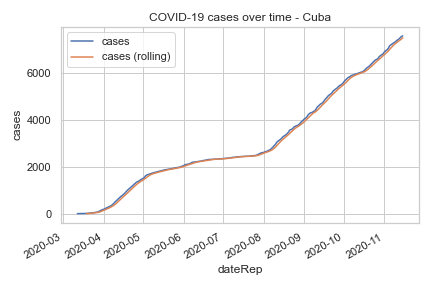 COVID-19 cases over time - Cuba
cases
cases (rolling)
cases
6000
4000
2000
0
2020-03
2020-04
2020-05
2020-06
2020-07
2020-08
2020-09
2020-10
2020-11
dateRep